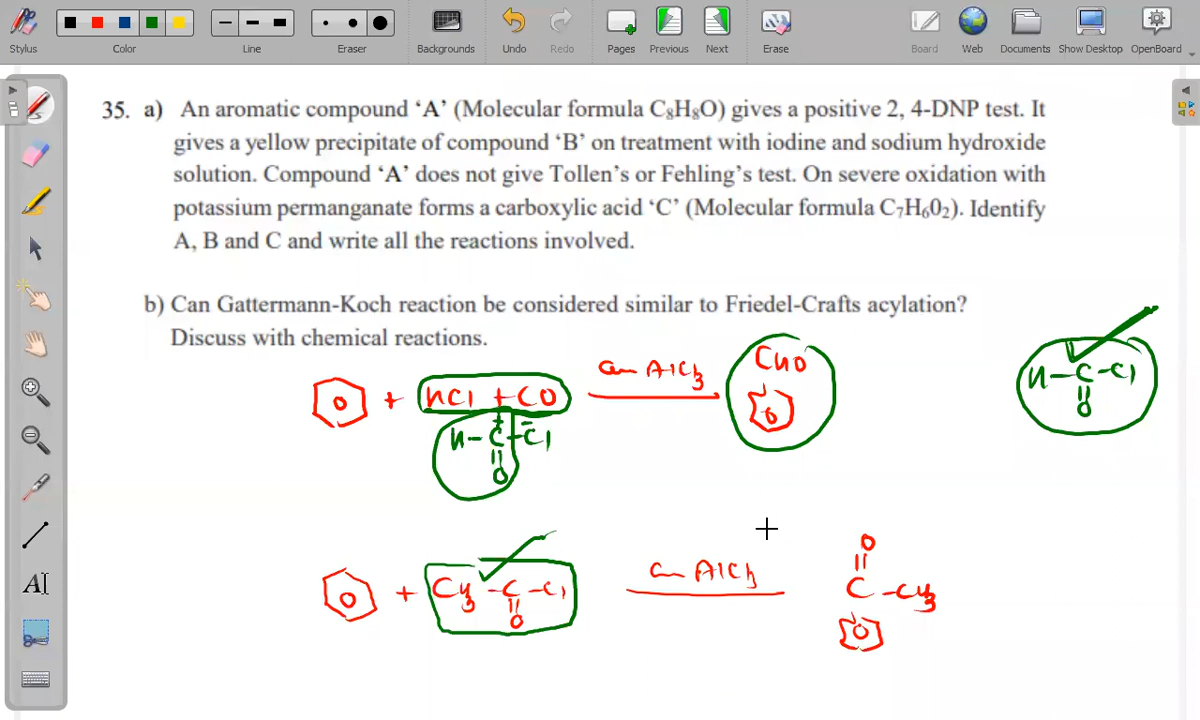 Stylus Color Line Eraser Backgrounds Undo Redo Pages Previous Next Erase Board Web Documents Show Desktop OpenBoard
35. a) An aromatic compound ‘A’ (Molecular formula C₈H₈O) gives a positive 2, 4-DNP test. It
gives a yellow precipitate of compound ‘B’ on treatment with iodine and sodium hydroxide
solution. Compound ‘A’ does not give Tollen’s or Fehling’s test. On severe oxidation with
potassium permanganate forms a carboxylic acid ‘C’ (Molecular formula C₇H₆0₂). Identify
A, B and C and write all the reactions involved.
b) Can Gattermann-Koch reaction be considered similar to Friedel-Crafts acylation?
Discuss with chemical reactions.
an AlCl₃
CHO
H-C-Cl
O
+ HCl + CO
H-C-Cl
O
O
an AlCl₃
+ CH₃-C-Cl
O
C-CH₃
AI